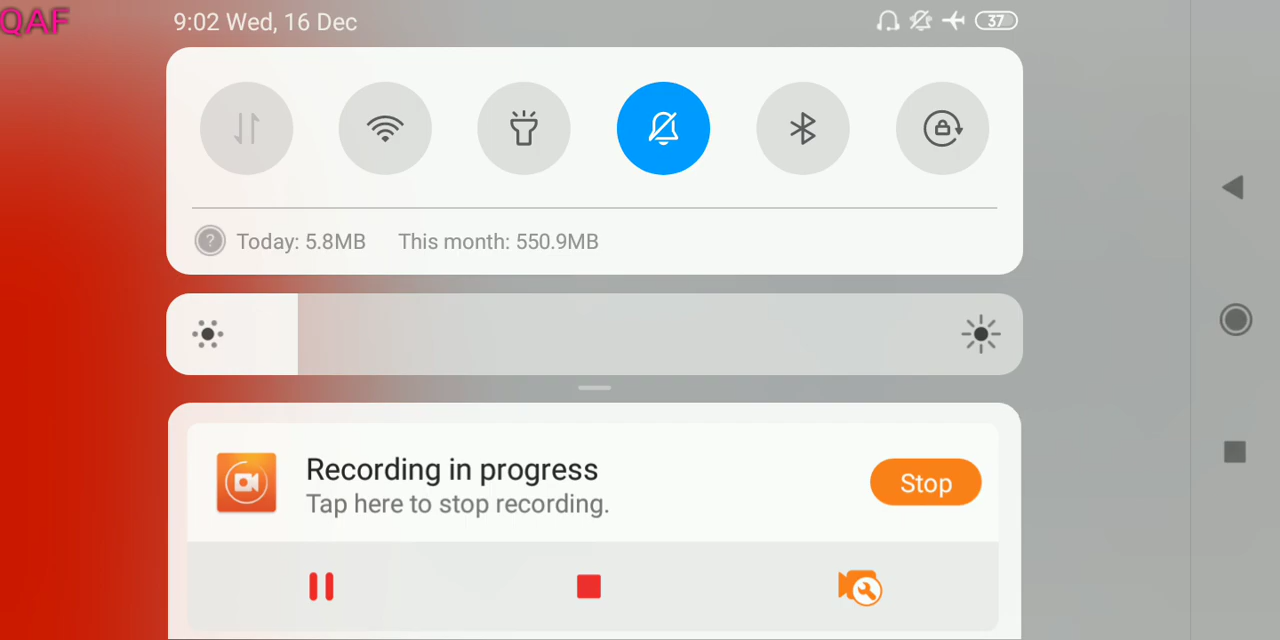 QAF
9:02 Wed, 16 Dec
37
? Today: 5.8MB This month: 550.9MB
Recording in progress
Tap here to stop recording.
Stop